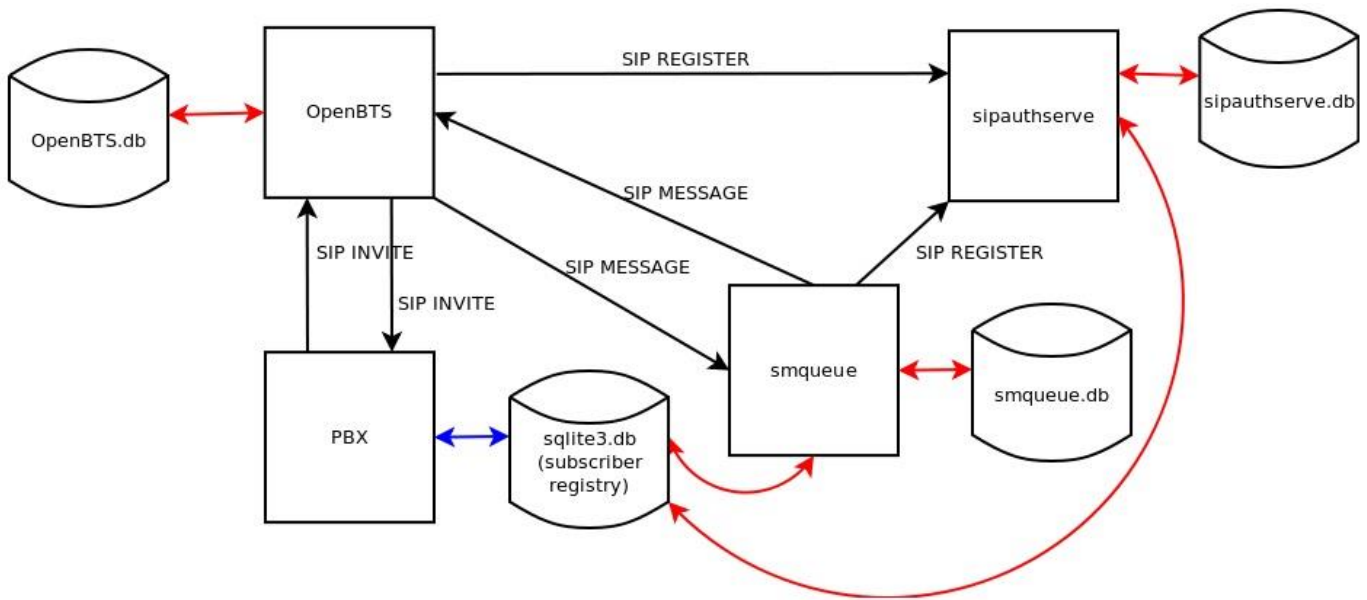 SIP REGISTER
OpenBTS
OpenBTS.db
sipauthserve
sipauthserve.db
SIP MESSAGE
SIP INVITE
SIP MESSAGE
SIP REGISTER
SIP INVITE
smqueue
smqueue.db
PBX
sqlite3.db
(subscriber
registry)